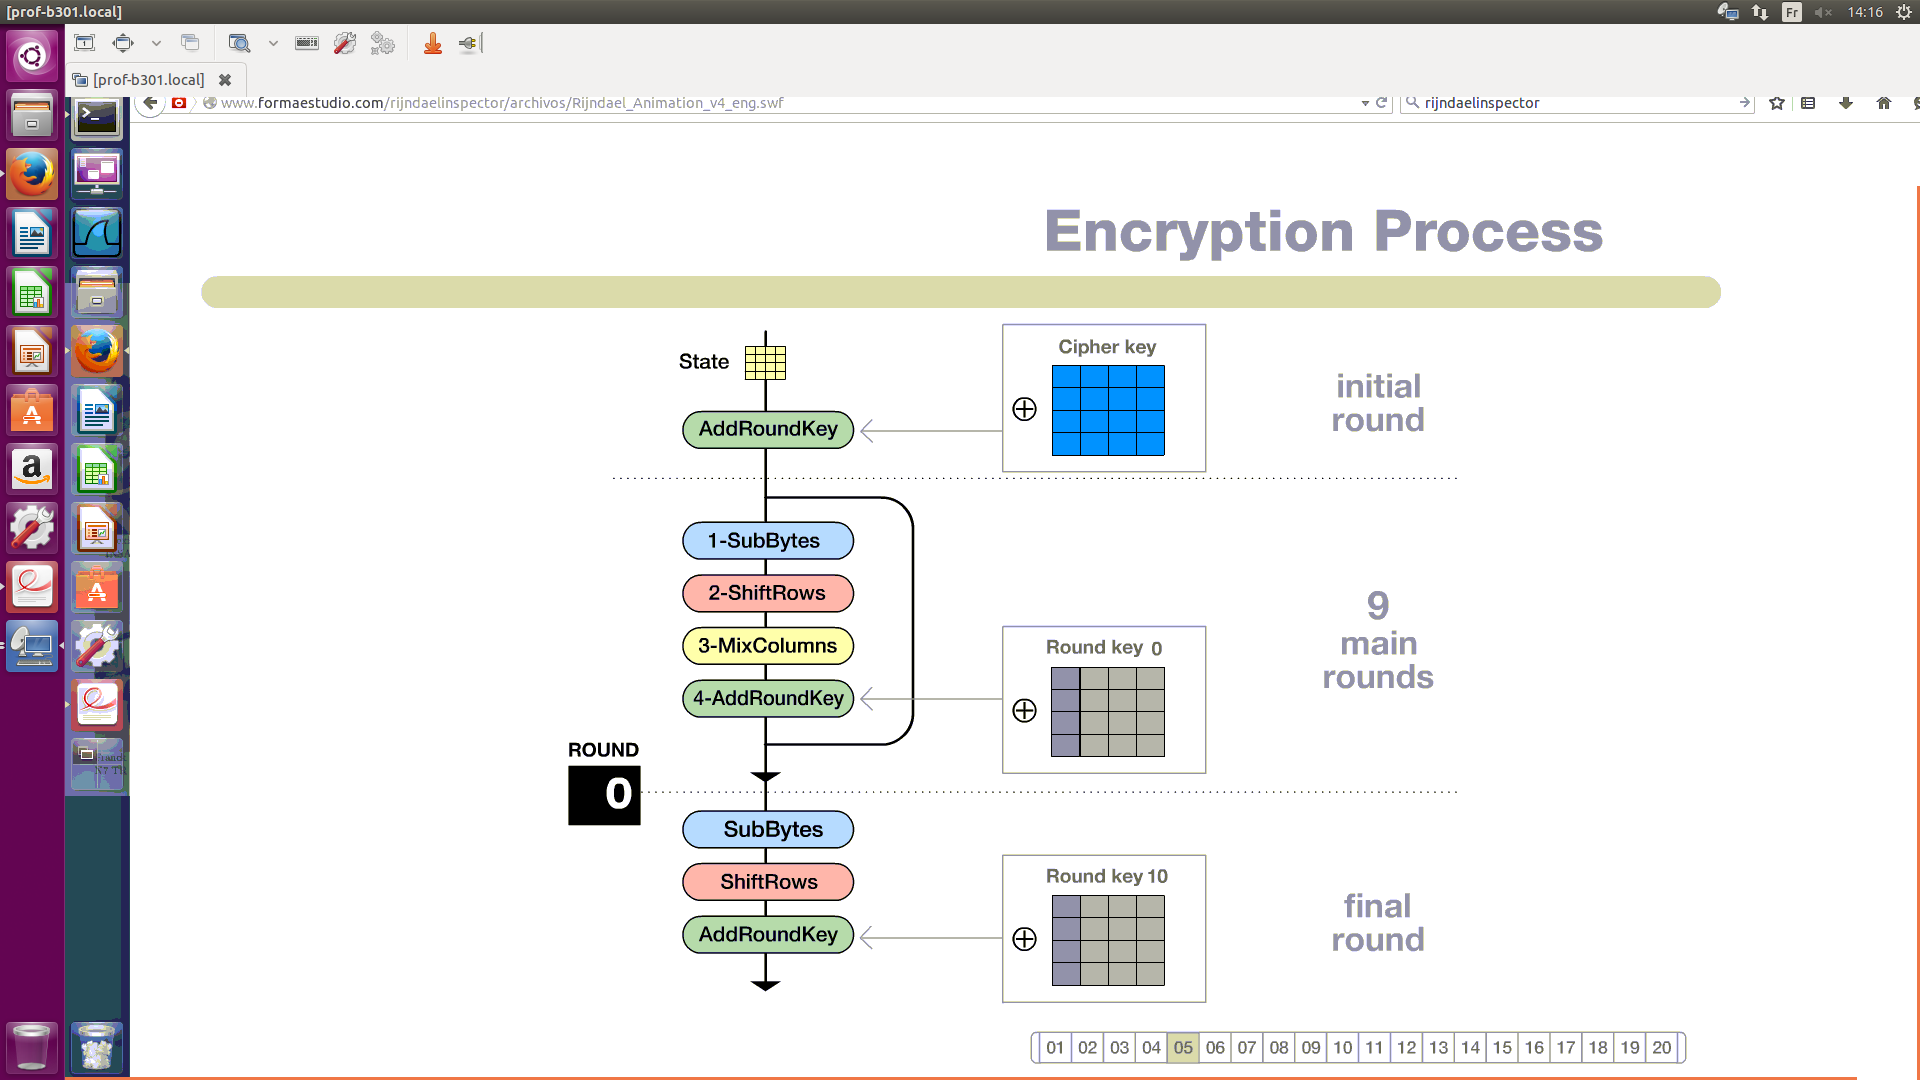 [prof-b301.local]
Fr
14:16
[prof-b301.local]
www.formaestudio.com/rijndaelinspector/archivos/Rijndael_Animation_v4_eng.swf
rijndaelinspector
Encryption Process
State
Cipher key
initial
round
AddRoundKey
1-SubBytes
2-ShiftRows
3-MixColumns
4-AddRoundKey
Round key 0
9
main
rounds
ROUND
0
SubBytes
ShiftRows
AddRoundKey
Round key 10
final
round
01 02 03 04 05 06 07 08 09 10 11 12 13 14 15 16 17 18 19 20